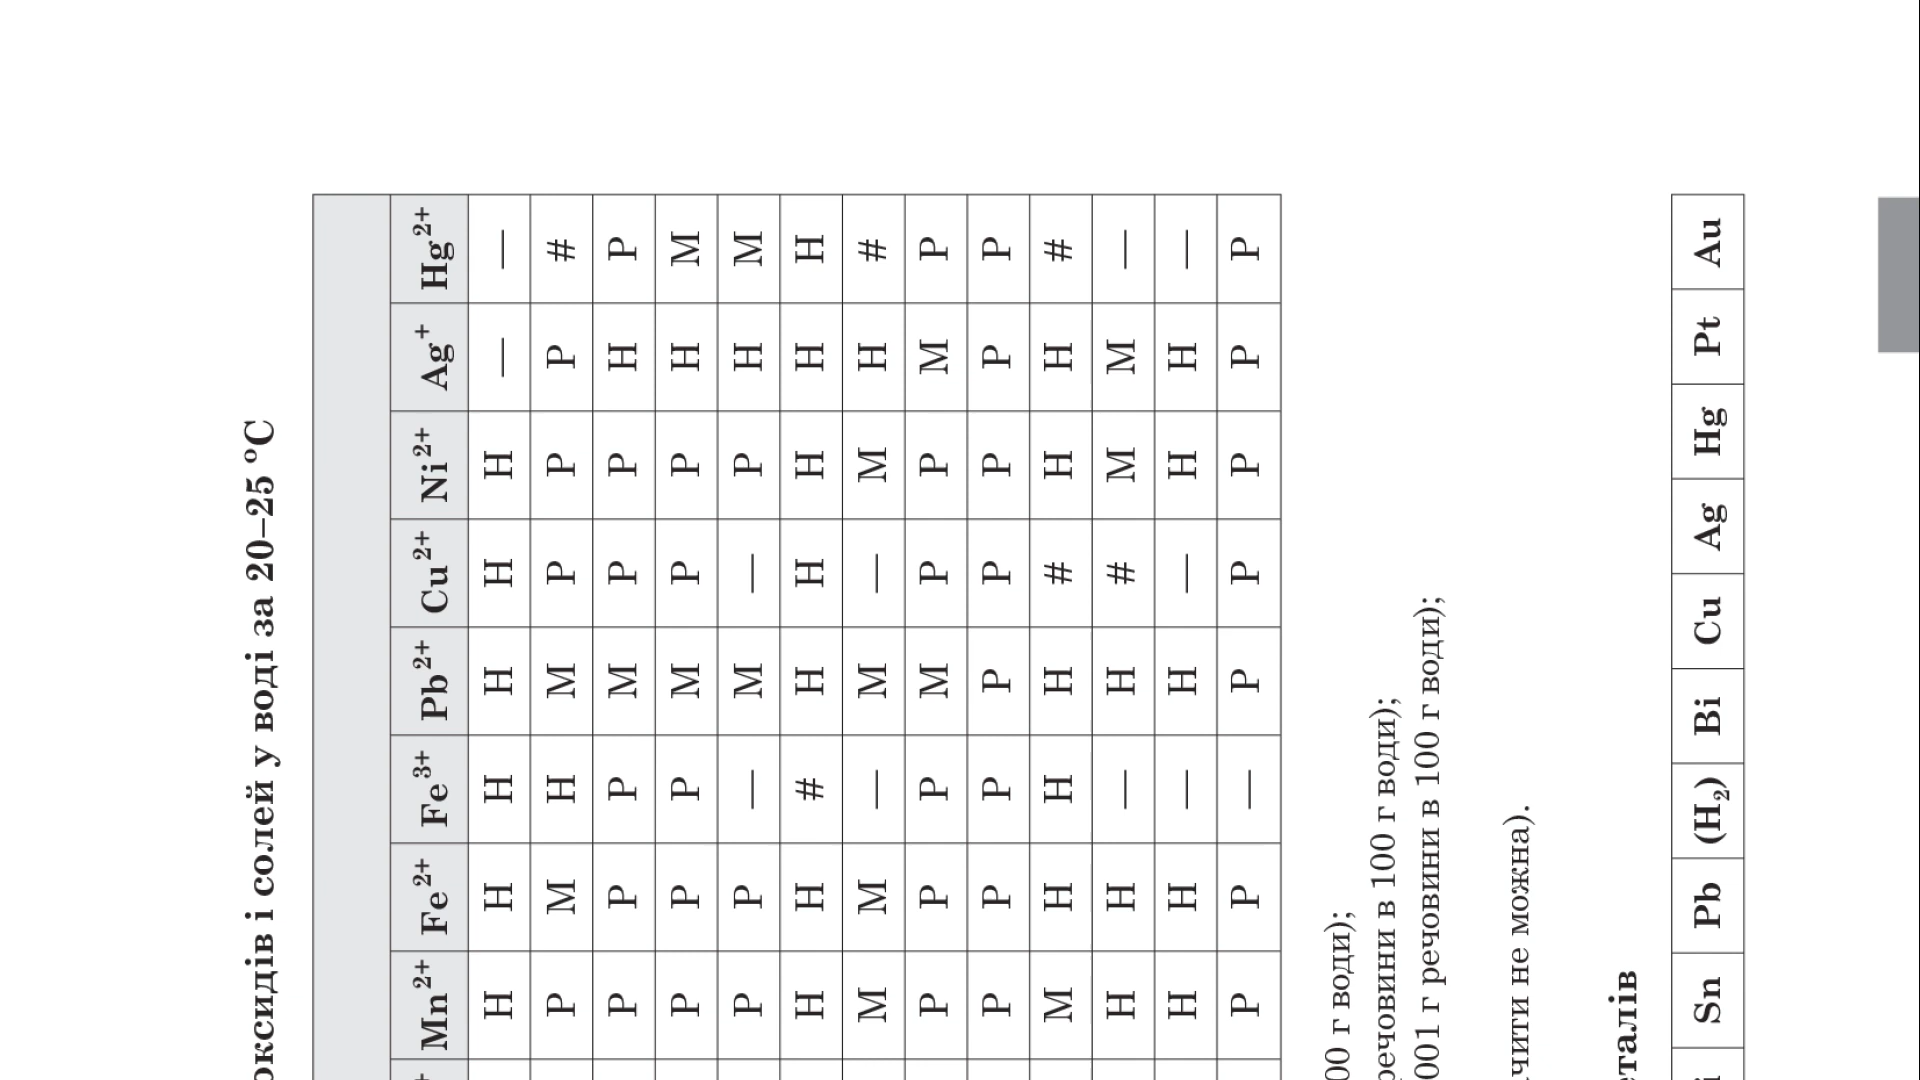 оксидів і солей у воді за 20–25 °С
Mn²⁺ Fe²⁺ Fe³⁺ Pb²⁺ Cu²⁺ Ni²⁺ Ag⁺ Hg²⁺
Н Н Н Н Н Н — —
Р М Н М Р Р Р #
Р Р Р М Р Р Н Р
Р Р Р М Р Р Н М
Р Р — М — Р Н М
Н Н # Н Н Н Н Н
М М — М — М Н #
Р Р Р М Р Р М Р
Р Р Р Р Р Р Р Р
М Н Н Н # Н Н #
Н Н — Н # М М —
Н Н — Н — Н Н —
Р Р — Р Р Р Р Р
00 г води);
речовини в 100 г води);
001 г речовини в 100 г води);
чити не можна).
еталів
Sn Pb (H₂) Bi Cu Ag Hg Pt Au